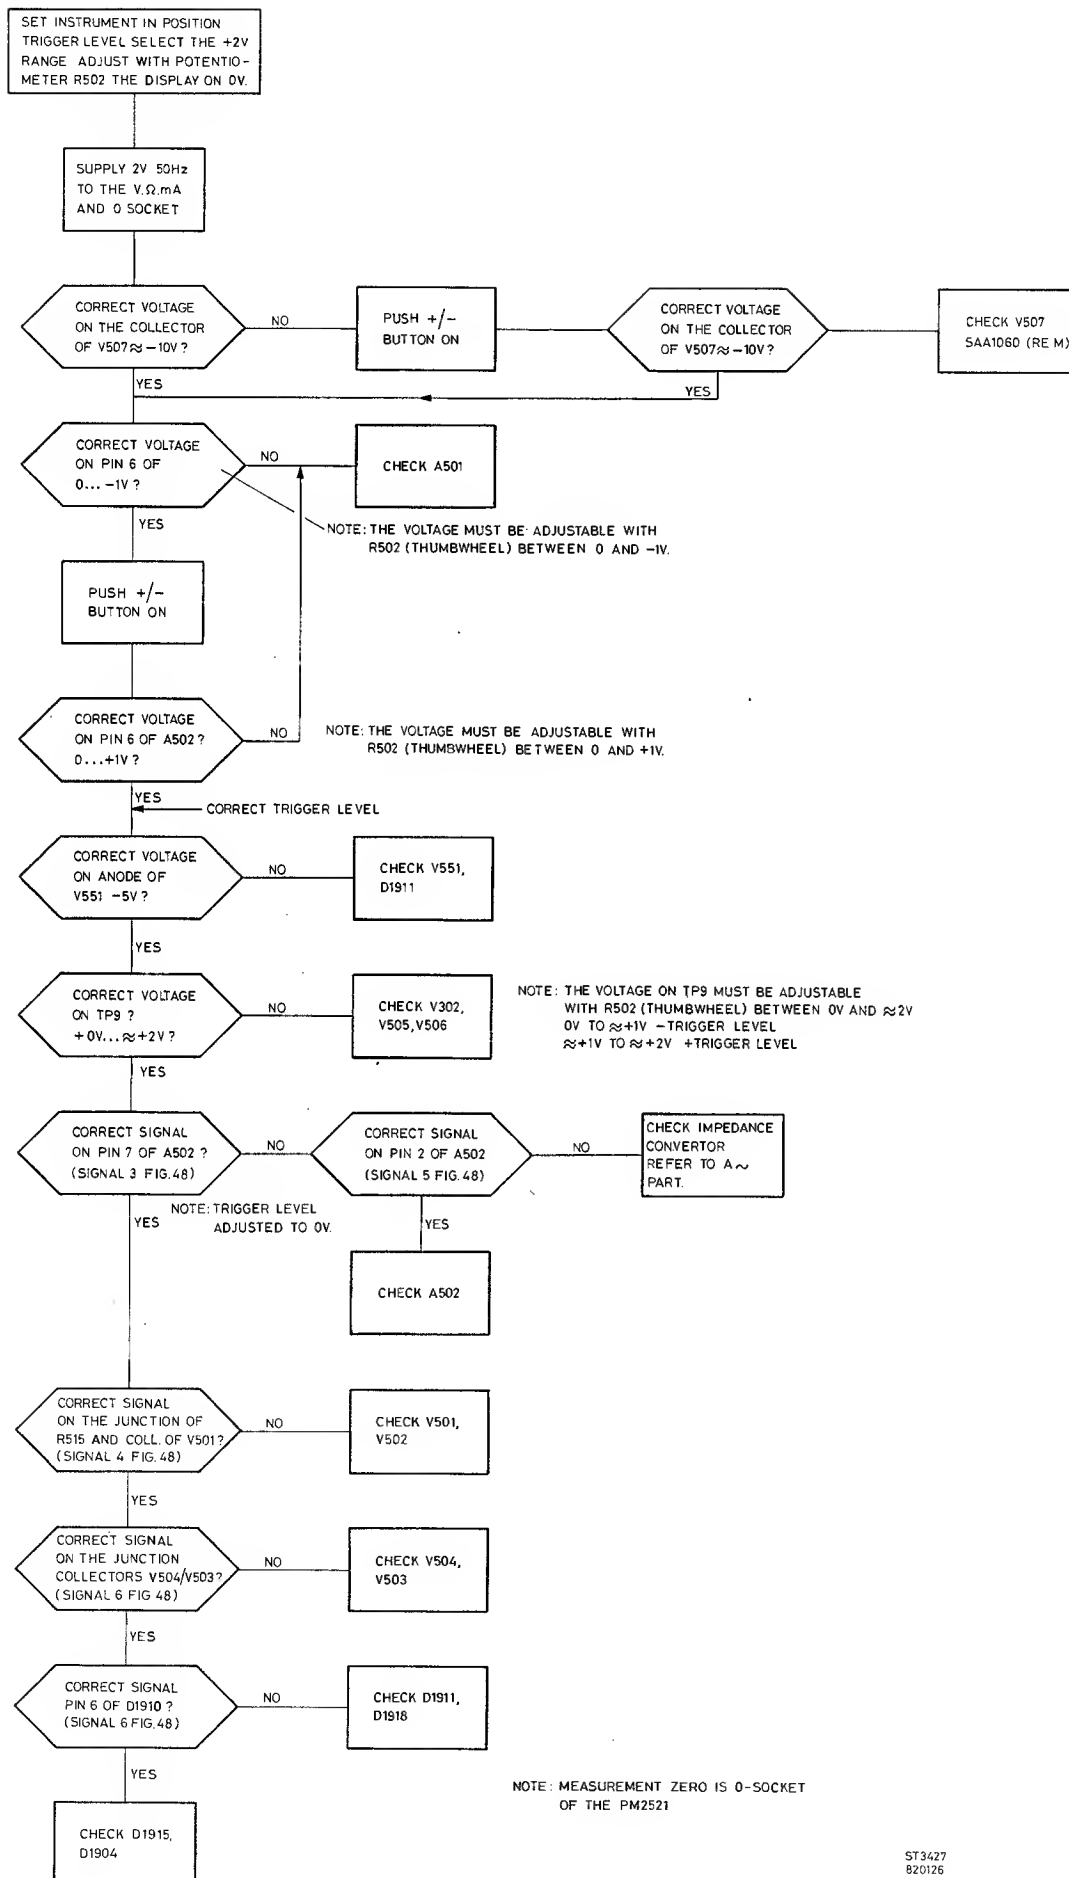 SET INSTRUMENT IN POSITION
TRIGGER LEVEL SELECT THE +2V
RANGE ADJUST WITH POTENTIO-
METER R502 THE DISPLAY ON 0V.
SUPPLY 2V 50Hz
TO THE V.Ω.mA
AND 0 SOCKET
CORRECT VOLTAGE
ON THE COLLECTOR
OF V507≈ -10V?
NO
PUSH +/-
BUTTON ON
CORRECT VOLTAGE
ON THE COLLECTOR
OF V507≈ -10V?
CHECK V507
SAA1060 (RE M)
YES
YES
CORRECT VOLTAGE
ON PIN 6 OF
0... -1V ?
NO
CHECK A501
YES
NOTE: THE VOLTAGE MUST BE ADJUSTABLE WITH
R502 (THUMBWHEEL) BETWEEN 0 AND -1V.
PUSH +/-
BUTTON ON
CORRECT VOLTAGE
ON PIN 6 OF A502?
0...+1V ?
NO
NOTE: THE VOLTAGE MUST BE ADJUSTABLE WITH
R502 (THUMBWHEEL) BETWEEN 0 AND +1V.
YES
CORRECT TRIGGER LEVEL
CORRECT VOLTAGE
ON ANODE OF
V551 -5V ?
NO
CHECK V551,
D1911
YES
CORRECT VOLTAGE
ON TP9 ?
+0V...≈+2V?
NO
CHECK V302,
V505,V506
NOTE: THE VOLTAGE ON TP9 MUST BE ADJUSTABLE
WITH R502 (THUMBWHEEL) BETWEEN 0V AND ≈2V
0V TO ≈+1V -TRIGGER LEVEL
≈+1V TO ≈+2V +TRIGGER LEVEL
YES
CORRECT SIGNAL
ON PIN 7 OF A502 ?
(SIGNAL 3 FIG.48)
NO
CORRECT SIGNAL
ON PIN 2 OF A502
(SIGNAL 5 FIG.48)
NO
CHECK IMPEDANCE
CONVERTOR
REFER TO A~
PART.
YES
NOTE: TRIGGER LEVEL
ADJUSTED TO 0V.
YES
CHECK A502
CORRECT SIGNAL
ON THE JUNCTION OF
R515 AND COLL. OF V501?
(SIGNAL 4 FIG.48)
NO
CHECK V501,
V502
YES
CORRECT SIGNAL
ON THE JUNCTION
COLLECTORS V504/V503?
(SIGNAL 6 FIG 48)
NO
CHECK V504,
V503
YES
CORRECT SIGNAL
PIN 6 OF D1910 ?
(SIGNAL 6 FIG.48)
NO
CHECK D1911,
D1918
YES
CHECK D1915,
D1904
NOTE: MEASUREMENT ZERO IS 0-SOCKET
OF THE PM2521
ST3427
820126